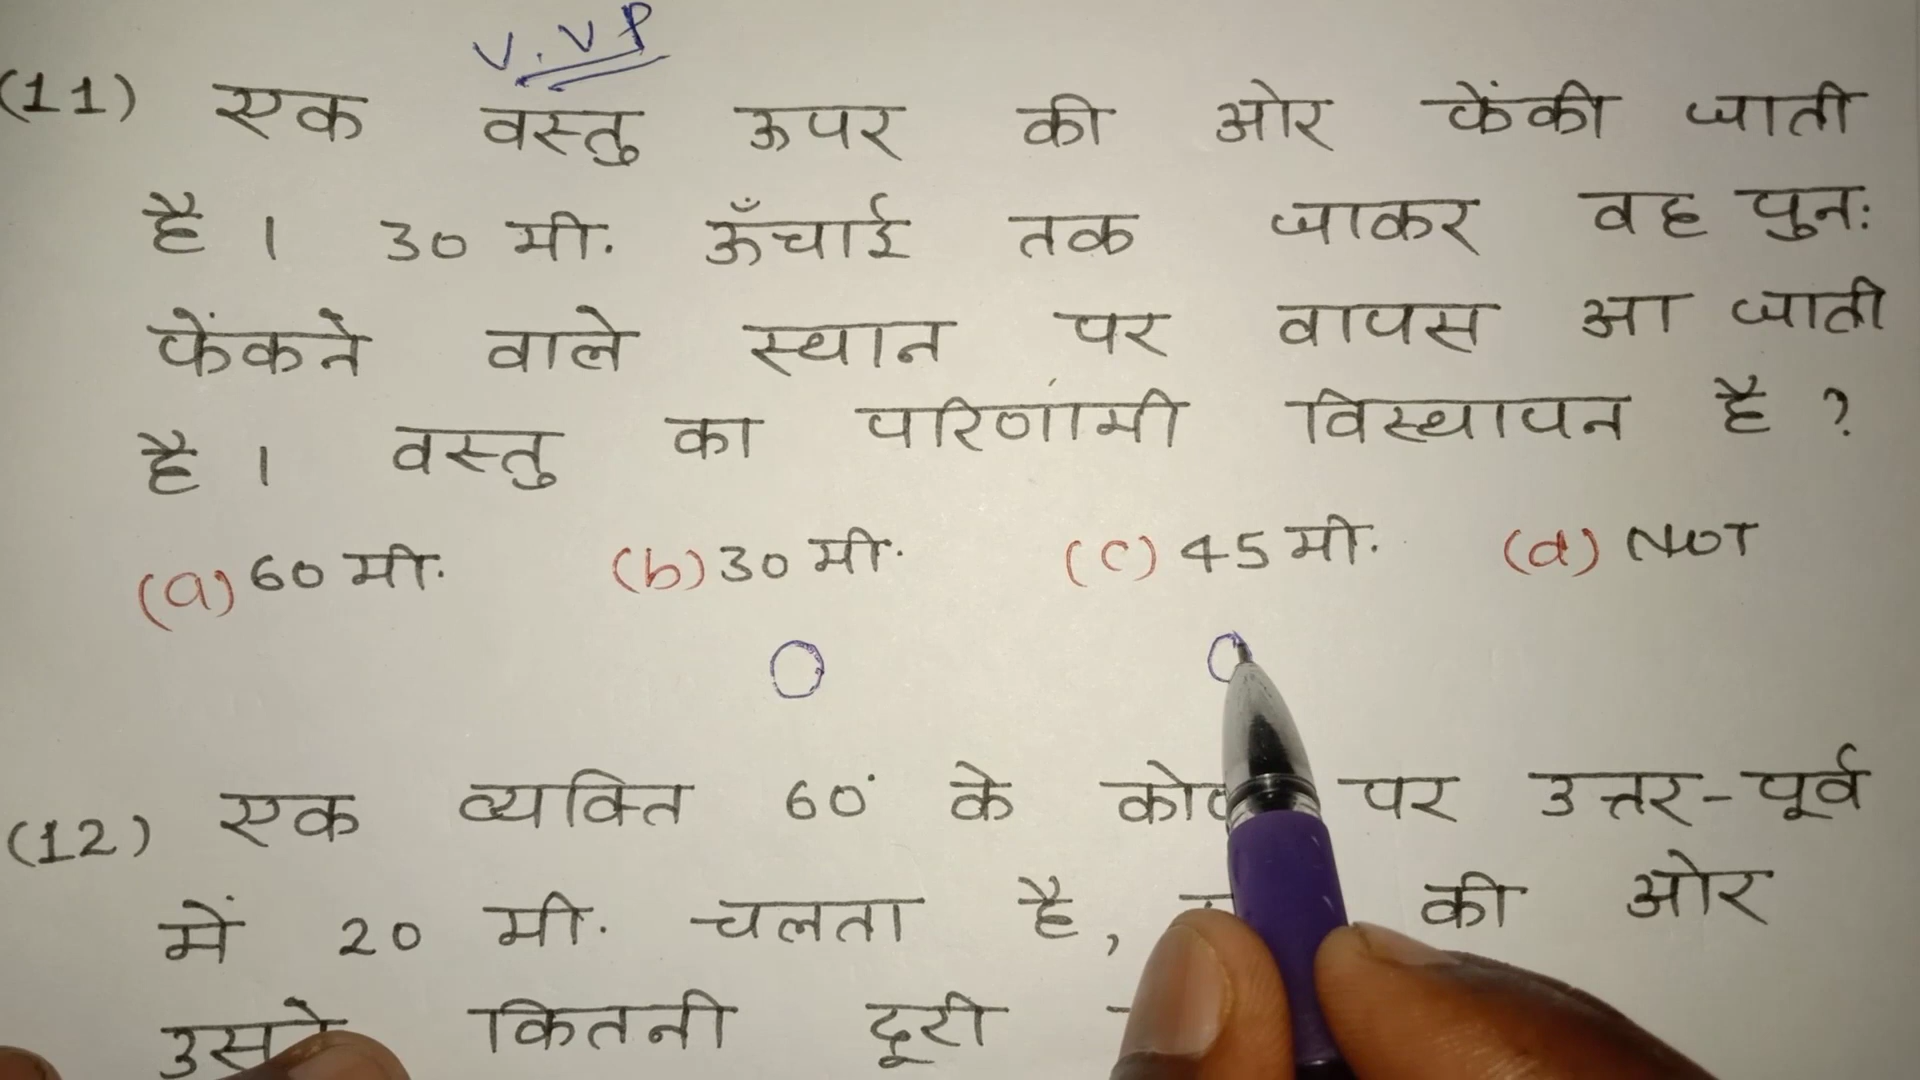 V.VP
(11) एक वस्तु ऊपर की ओर फेंकी जाती
है । 30 मी. ऊँचाई तक जाकर वह पुनः
फेंकने वाले स्थान पर वापस आ जाती
है । वस्तु का परिणांमी विस्थापन है ?
(a) 60 मी. (b) 30 मी. (c) 45 मी. (d) NOT
0 0
(12) एक व्यक्ति 60° के पर उत्तर-पूर्व
में 20 मी. चलता है, की ओर
कितनी दूरी